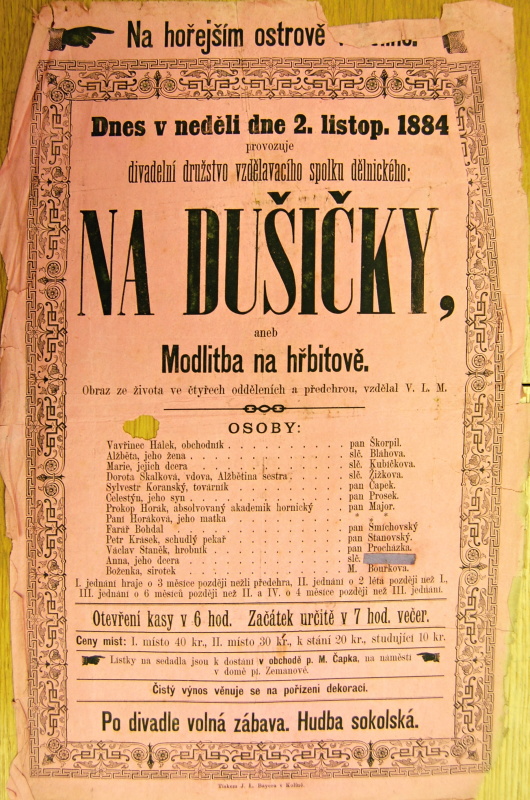 Na hořejším ostrově
Dnes v neděli dne 2. listop. 1884
provozuje
divadelní družstvo vzdělavacího spolku dělnického:
NA DUŠIČKY,
aneb
Modlitba na hřbitově.
Obraz ze života ve čtyřech odděleních a předehrou, vzdělal V. L. M.
OSOBY:
Vavřinec Hálek, obchodník . . . . pan Škorpil.
Alžběta, jeho žena . . . . slč. Bláhova.
Marie, jejich dcera . . . . slč. Kubičkova.
Dorota Skalková, vdova, Alžbětina sestra . . . . slč. Žižkova.
Sylvestr Koranský, továrník . . . . pan Čapek.
Celestýn, jeho syn . . . . pan Prosek.
Prokop Horák, absolvovaný akademik hornický . . pan Major.
Paní Horáková, jeho matka . . . . * *
Farář Bohdal . . . . pan Smíchovský
Petr Krásek, schudlý pekař . . . . pan Stanovský.
Václav Staněk, hrobník . . . . pan Procházka.
Anna, jeho dcera . . . . slč.
Boženka, sirotek . . . . M. Bouřkova.
I. jednání hraje o 3 měsíce později nežli předehra, II. jednání o 2 léta později než I.,
III. jednání o 6 měsíců později než II. a IV. o 4 měsíce později než III. jednání.
Otevření kasy v 6 hod. Začátek určitě v 7 hod. večer.
Ceny míst: I. místo 40 kr., II. místo 30 kr., k stání 20 kr., studující 10 kr.
Lístky na sedadla jsou k dostání v obchodě p. M. Čapka, na náměstí
v domě pí. Zemanové.
Čistý výnos věnuje se na pořízení dekorací.
Po divadle volná zábava. Hudba sokolská.
Tiskem J. L. Bayera v Kolíně.